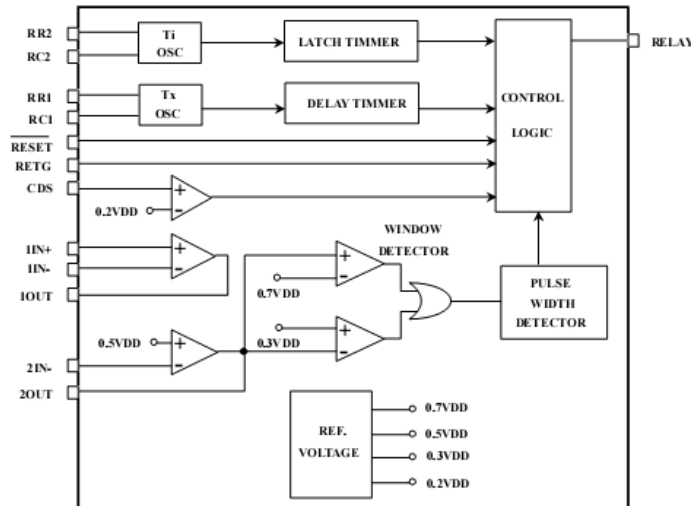 RR2
RC2
Ti
OSC
LATCH TIMMER
RELAY
RR1
RC1
Tx
OSC
DELAY TIMMER
CONTROL
LOGIC
RESET
RETG
CDS
0.2VDD
1IN+
1IN-
1OUT
WINDOW
DETECTOR
0.7VDD
0.3VDD
0.5VDD
2IN-
2OUT
PULSE
WIDTH
DETECTOR
REF.
VOLTAGE
0.7VDD
0.5VDD
0.3VDD
0.2VDD
+
-
+
-
+
-
+
-
+
-